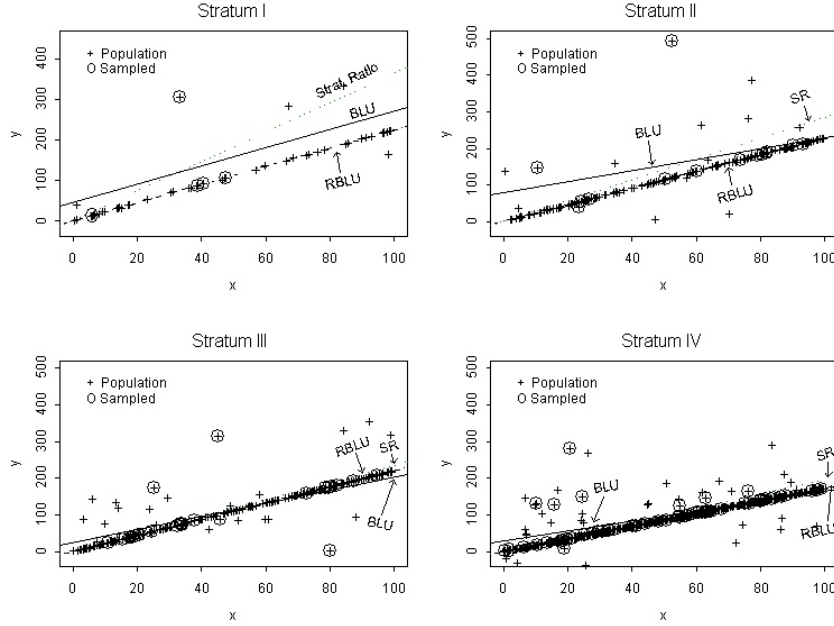 Stratum I
+ Population
O Sampled
Strat. Ratio
BLU
RBLU
y
0 100 200 300 400
0 20 40 60 80 100
x
Stratum II
+ Population
O Sampled
BLU
SR
RBLU
y
0 100 200 300 400 500
0 20 40 60 80 100
x
Stratum III
+ Population
O Sampled
RBLU
SR
BLU
y
0 100 200 300 400 500
0 20 40 60 80 100
x
Stratum IV
+ Population
O Sampled
BLU
SR
RBLU
y
0 100 200 300 400 500
0 20 40 60 80 100
x